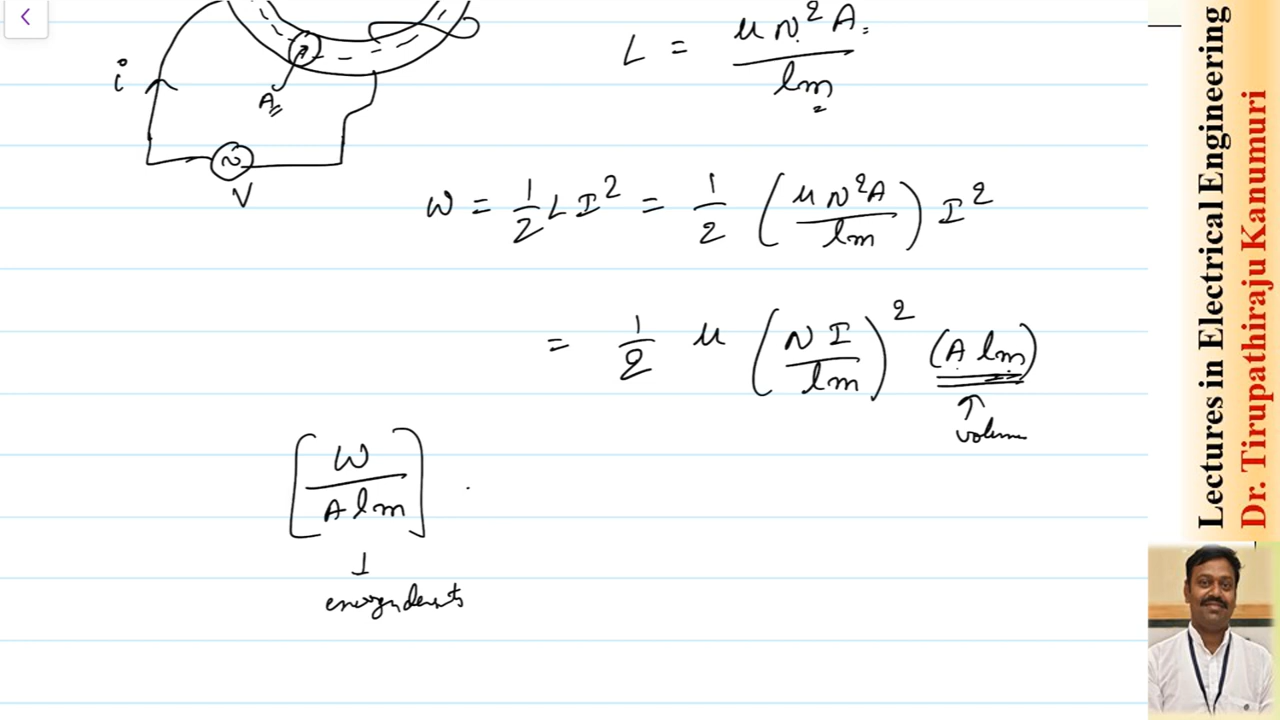 L = μN²A / lm
i
A
V
W = 1/2 L I² = 1/2 (μN²A / lm) I²
= 1/2 μ (N I / lm)² (A lm)
↑
volume
[W / A lm]
↓
energy density
Lectures in Electrical Engineering
Dr. Tirupathiraju Kanumuri